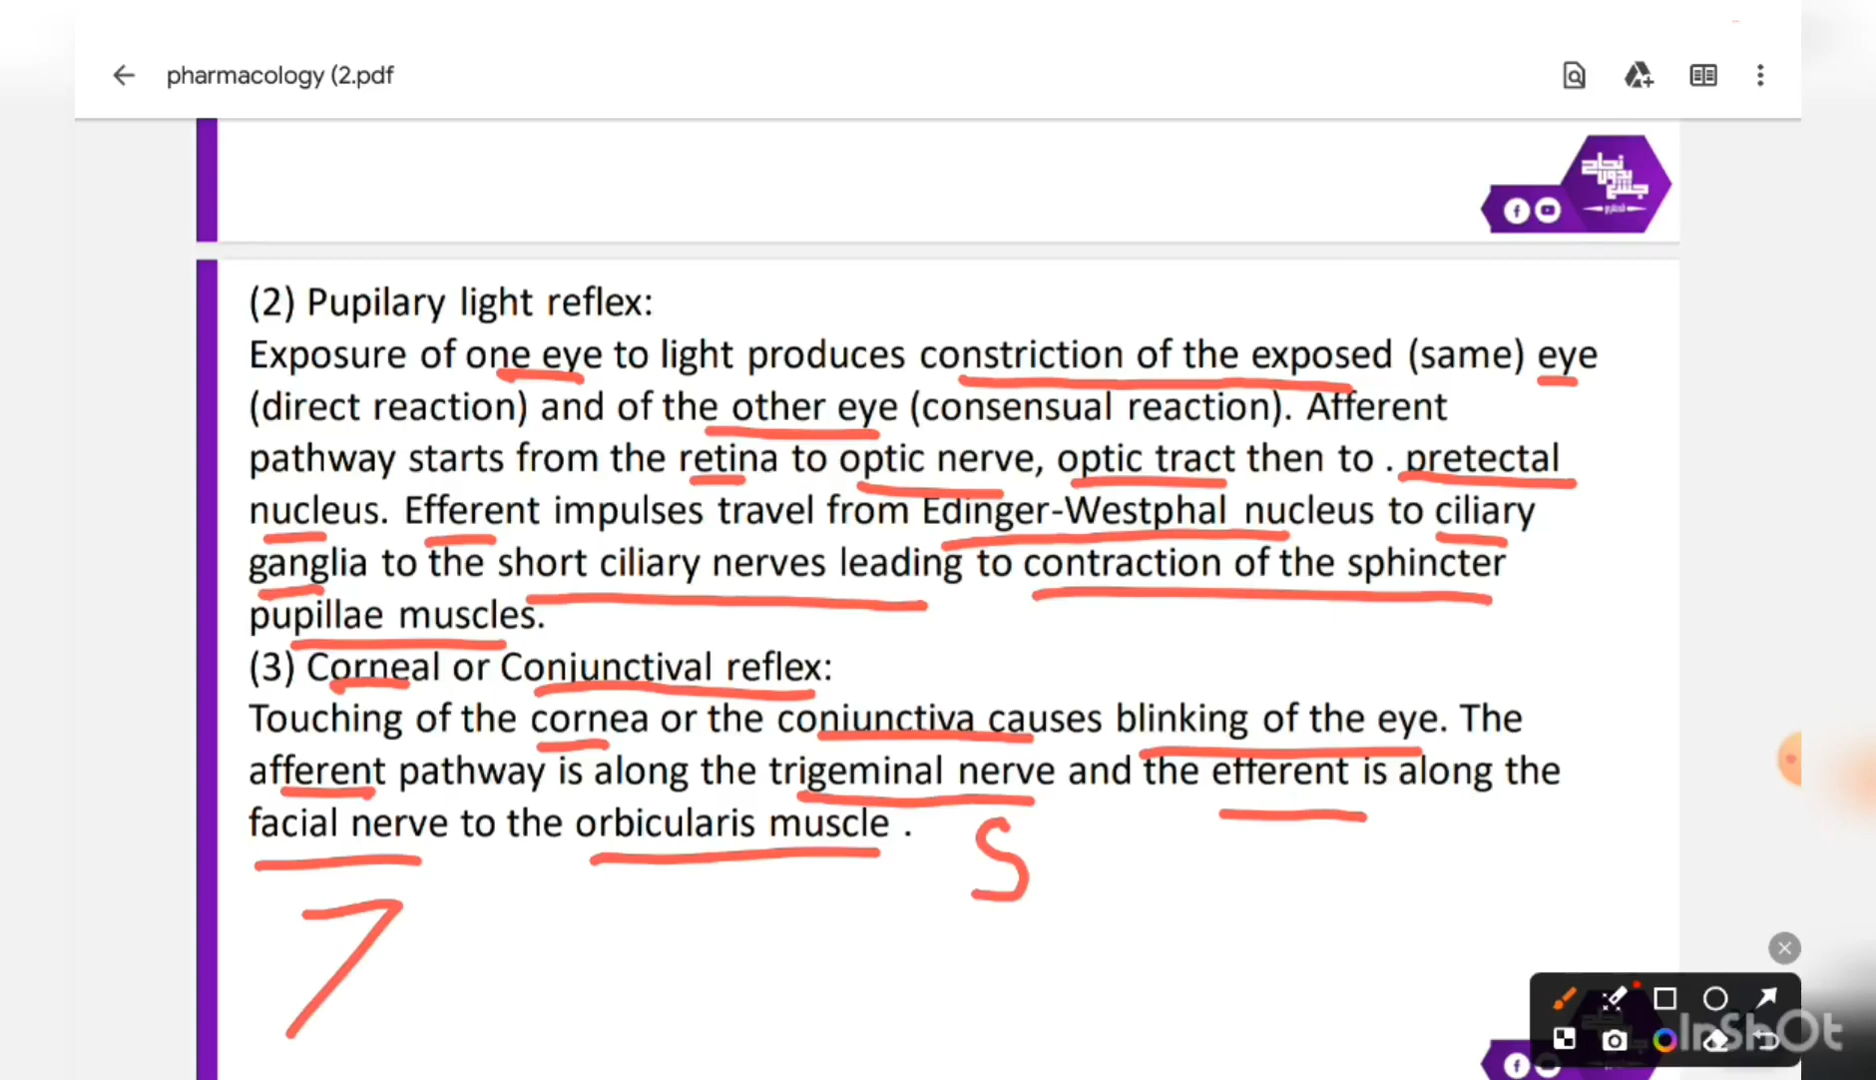 pharmacology (2.pdf
نجاح
بدون
جشع
(2) Pupilary light reflex:
Exposure of one eye to light produces constriction of the exposed (same) eye
(direct reaction) and of the other eye (consensual reaction). Afferent
pathway starts from the retina to optic nerve, optic tract then to . pretectal
nucleus. Efferent impulses travel from Edinger-Westphal nucleus to ciliary
ganglia to the short ciliary nerves leading to contraction of the sphincter
pupillae muscles.
(3) Corneal or Conjunctival reflex:
Touching of the cornea or the conjunctiva causes blinking of the eye. The
afferent pathway is along the trigeminal nerve and the efferent is along the
facial nerve to the orbicularis muscle .
5
7
InShOt